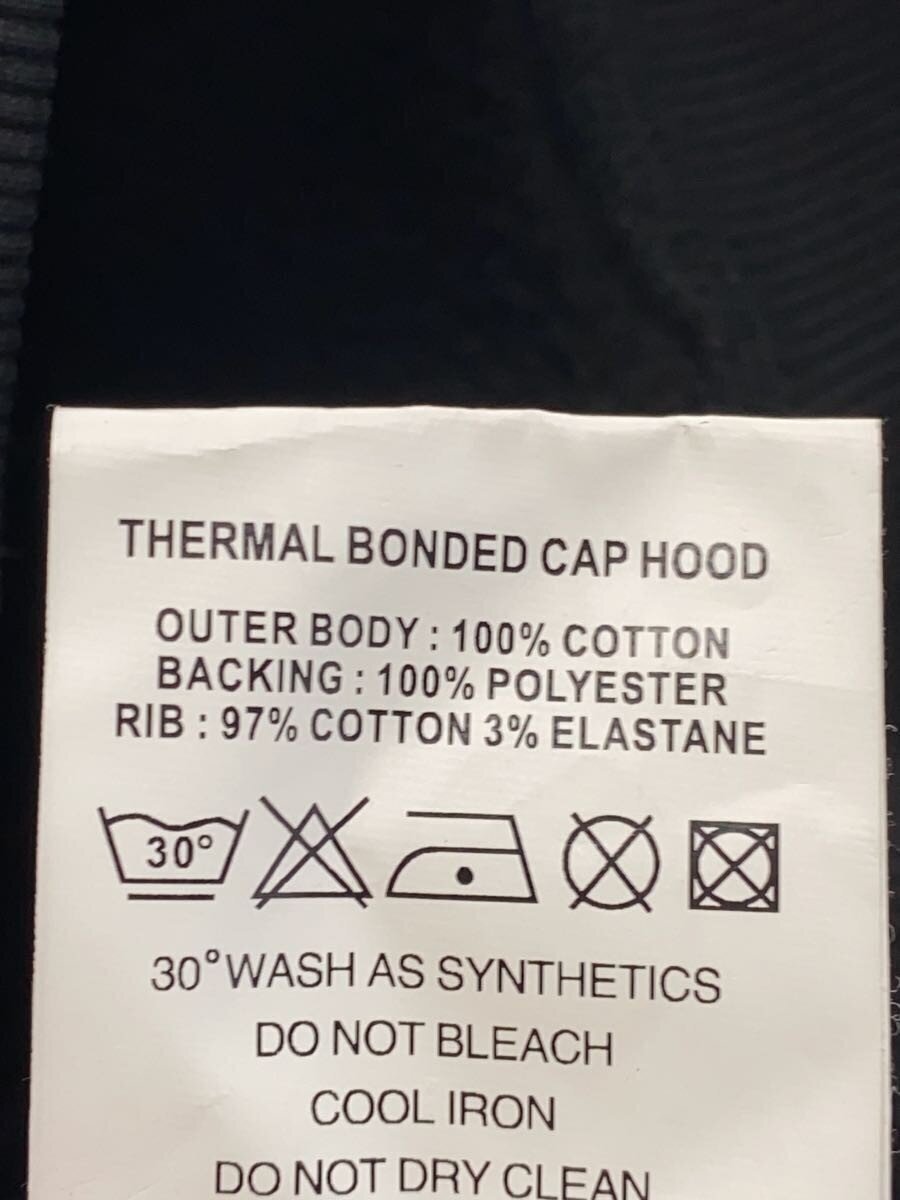 THERMAL BONDED CAP HOOD
OUTER BODY : 100% COTTON
BACKING : 100% POLYESTER
RIB : 97% COTTON 3% ELASTANE
30°
30°WASH AS SYNTHETICS
DO NOT BLEACH
COOL IRON
DO NOT DRY CLEAN